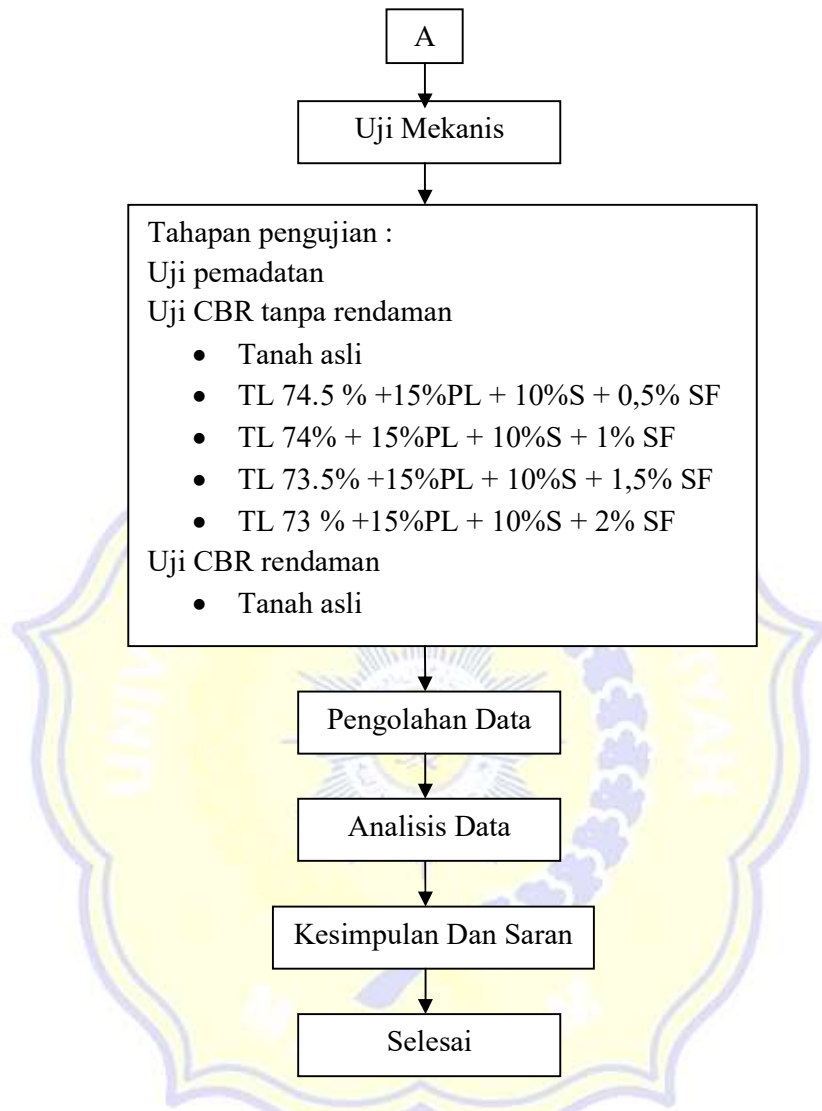 A
Uji Mekanis
Tahapan pengujian :
Uji pemadatan
Uji CBR tanpa rendaman
• Tanah asli
• TL 74.5 % +15%PL + 10%S + 0,5% SF
• TL 74% + 15%PL + 10%S + 1% SF
• TL 73.5% +15%PL + 10%S + 1,5% SF
• TL 73 % +15%PL + 10%S + 2% SF
Uji CBR rendaman
• Tanah asli
Pengolahan Data
Analisis Data
Kesimpulan Dan Saran
Selesai